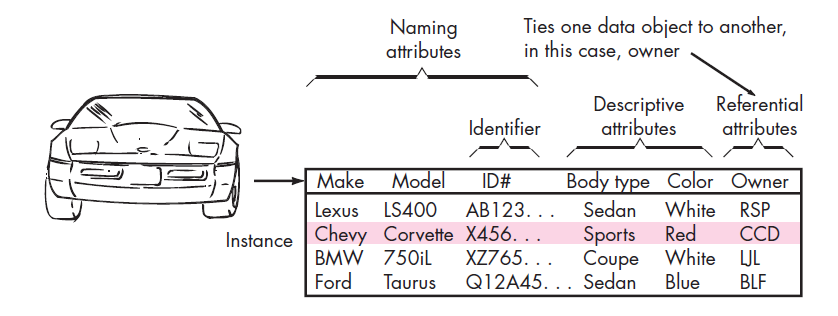 Naming
attributes
Ties one data object to another,
in this case, owner
Identifier
Descriptive
attributes
Referential
attributes
Make Model ID# Body type Color Owner
Lexus LS400 AB123. . . Sedan White RSP
Instance Chevy Corvette X456. . . Sports Red CCD
BMW 750iL XZ765. . . Coupe White LJL
Ford Taurus Q12A45. . . Sedan Blue BLF